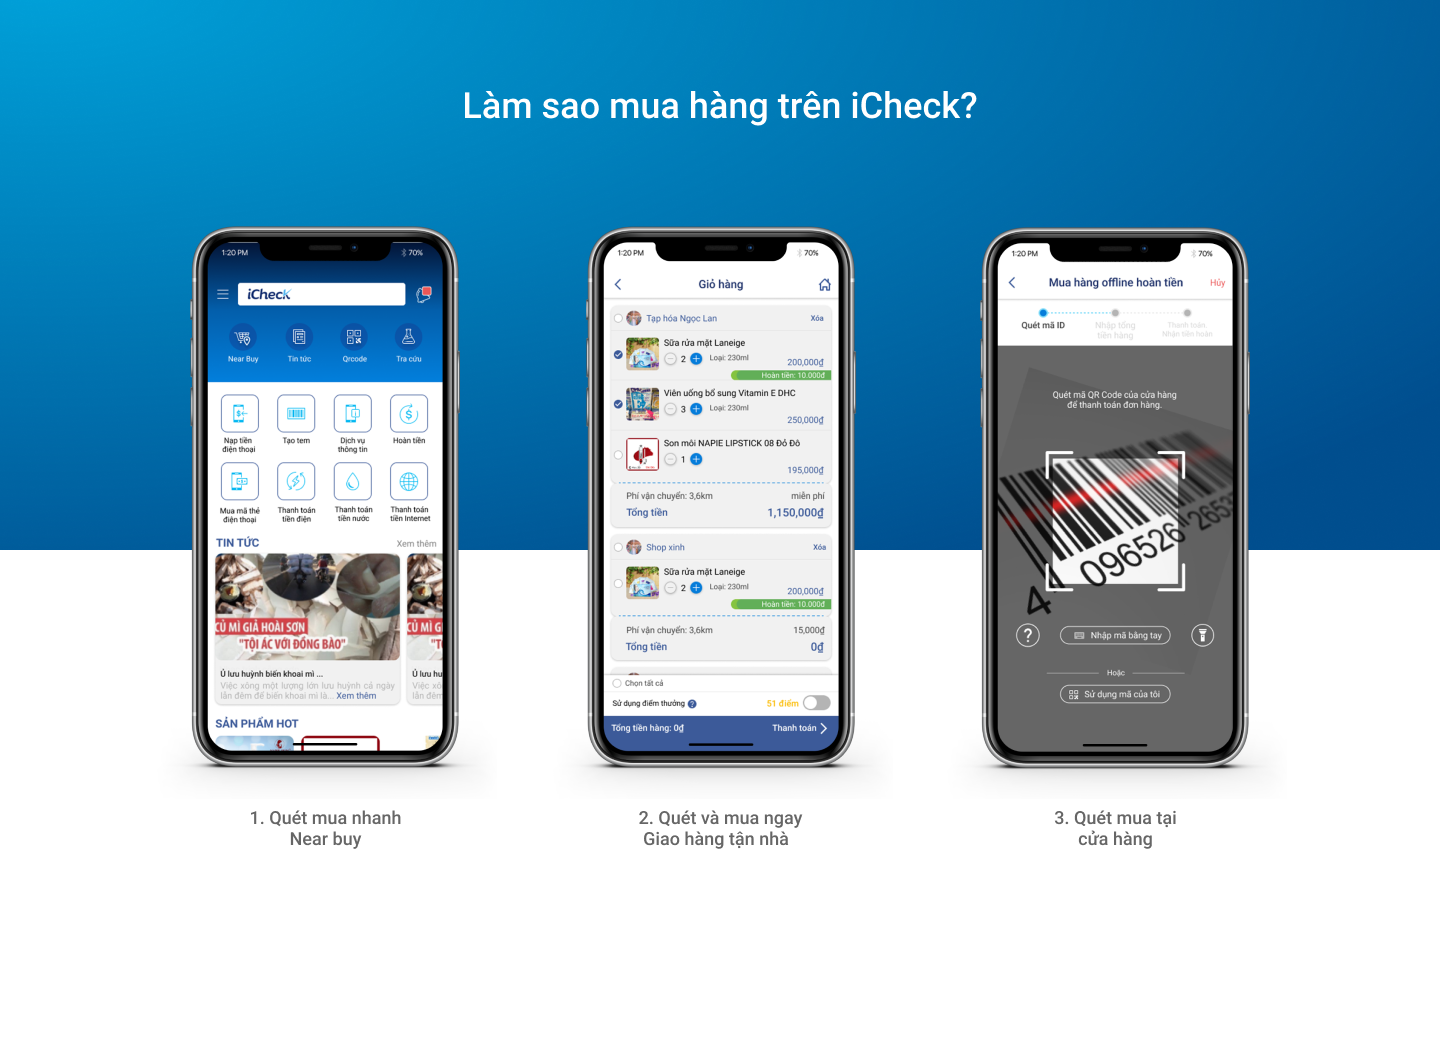 Làm sao mua hàng trên iCheck?
1:20 PM
70%
iCheck
Near Buy
Tin tức
Qrcode
Tra cứu
Nạp tiền
điện thoại
Tạo tem
Dịch vụ
thông tin
Hoàn tiền
Mua mã thẻ
điện thoại
Thanh toán
tiền điện
Thanh toán
tiền nước
Thanh toán
tiền Internet
TIN TỨC
Xem thêm
CỦ MÌ GIẢ HOÀI SƠN
"TỘI ÁC VỚI ĐỒNG BÀO"
Ủ lưu huỳnh biến khoai mì ...
Việc xông một lượng lớn lưu huỳnh cả ngày
lẫn đêm để biến khoai mì là... Xem thêm
CỦ MÌ
"T
Ủ lưu hu
Việc xô
lẫn đêm
SẢN PHẨM HOT
1. Quét mua nhanh
Near buy
1:20 PM
70%
Giỏ hàng
Tạp hóa Ngọc Lan
Xóa
Sữa rửa mặt Laneige
2
Loại: 230ml
200,000₫
Hoàn tiền: 10.000đ
Viên uống bổ sung Vitamin E DHC
3
Loại: 230ml
250,000₫
Son môi NAPIE LIPSTICK 08 Đỏ Đô
1
195,000₫
Phí vận chuyển: 3,6km
miễn phí
Tổng tiền
1,150,000₫
Shop xinh
Xóa
Sữa rửa mặt Laneige
2
Loại: 230ml
200,000₫
Hoàn tiền: 10.000đ
Phí vận chuyển: 3,6km
15,000₫
Tổng tiền
0₫
Chọn tất cả
Sử dụng điểm thưởng ?
51 điểm
Tổng tiền hàng: 0₫
Thanh toán
2. Quét và mua ngay
Giao hàng tận nhà
1:20 PM
70%
Mua hàng offline hoàn tiền
Hủy
Quét mã ID
Nhập tổng
tiền hàng
Thanh toán
Nhận tiền hoàn
Quét mã QR Code của cửa hàng
để thanh toán đơn hàng.
4 096526 2653
?
Nhập mã bằng tay
Hoặc
Sử dụng mã của tôi
3. Quét mua tại
cửa hàng